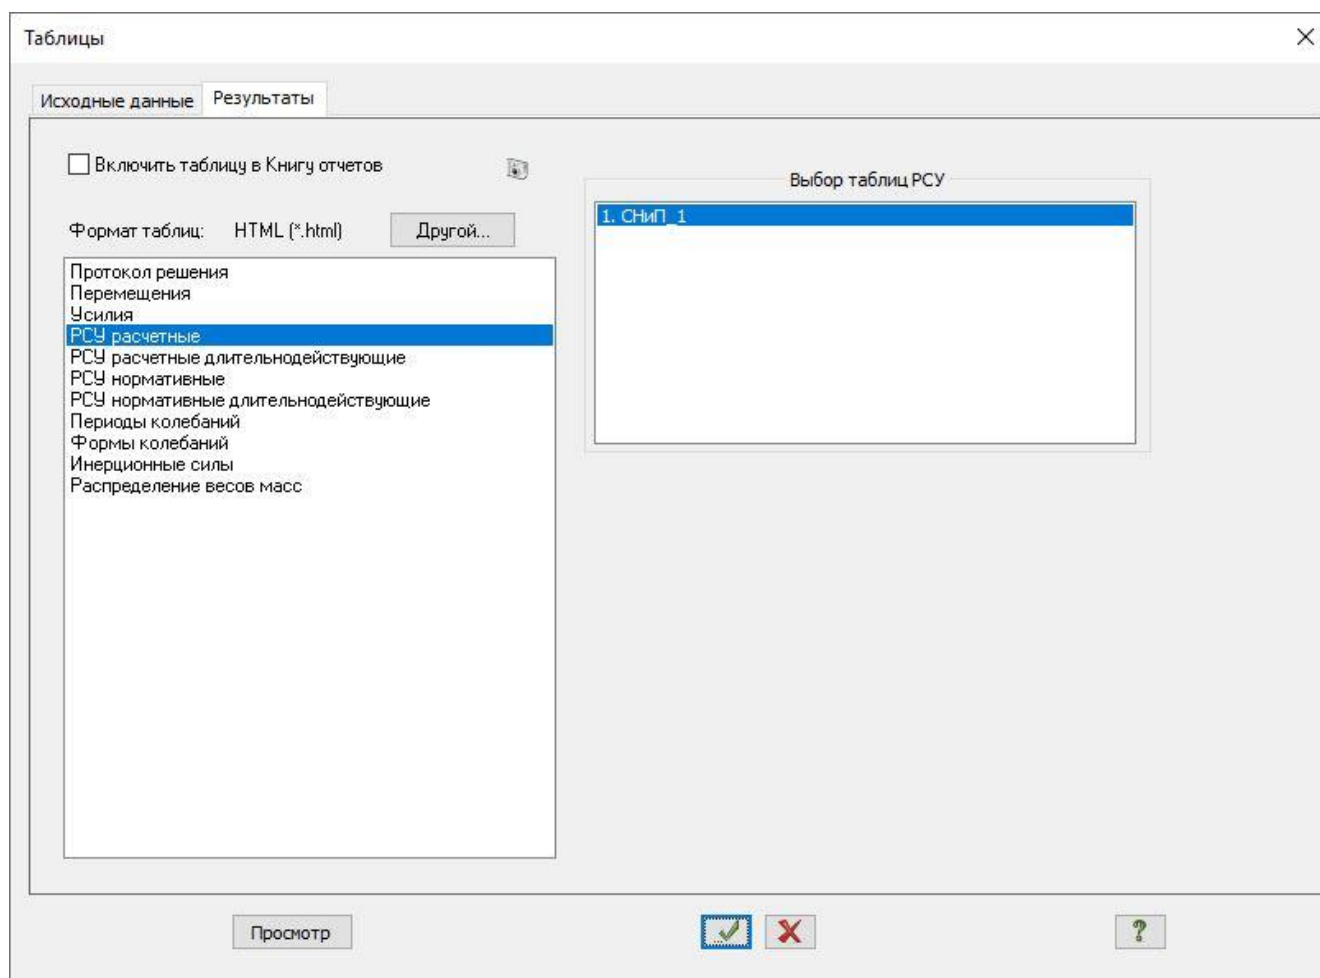 Таблицы
Исходные данные Результаты
Включить таблицу в Книгу отчетов
Выбор таблиц РСУ
1. СНиП_1
Формат таблиц: HTML (*.html) Другой...
Протокол решения
Перемещения
Усилия
РСУ расчетные
РСУ расчетные длительнодействующие
РСУ нормативные
РСУ нормативные длительнодействующие
Периоды колебаний
Формы колебаний
Инерционные силы
Распределение весов масс
Просмотр ?